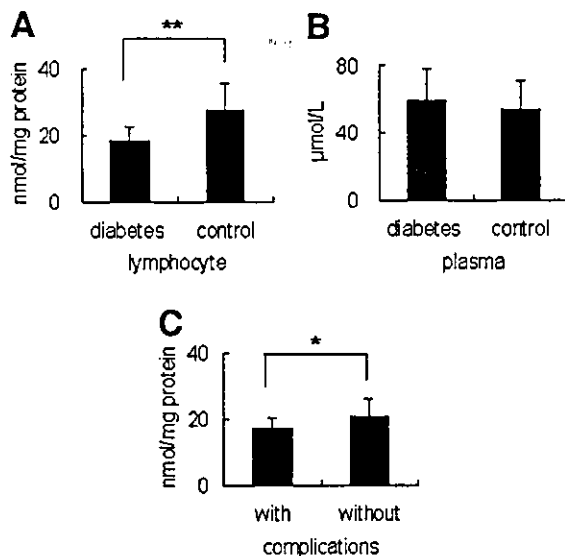 A
**
nmol/mg protein
40
20
0
diabetes control
lymphocyte
B
µmol/L
80
40
0
diabetes control
plasma
C
*
nmol/mg protein
40
20
0
with without
complications